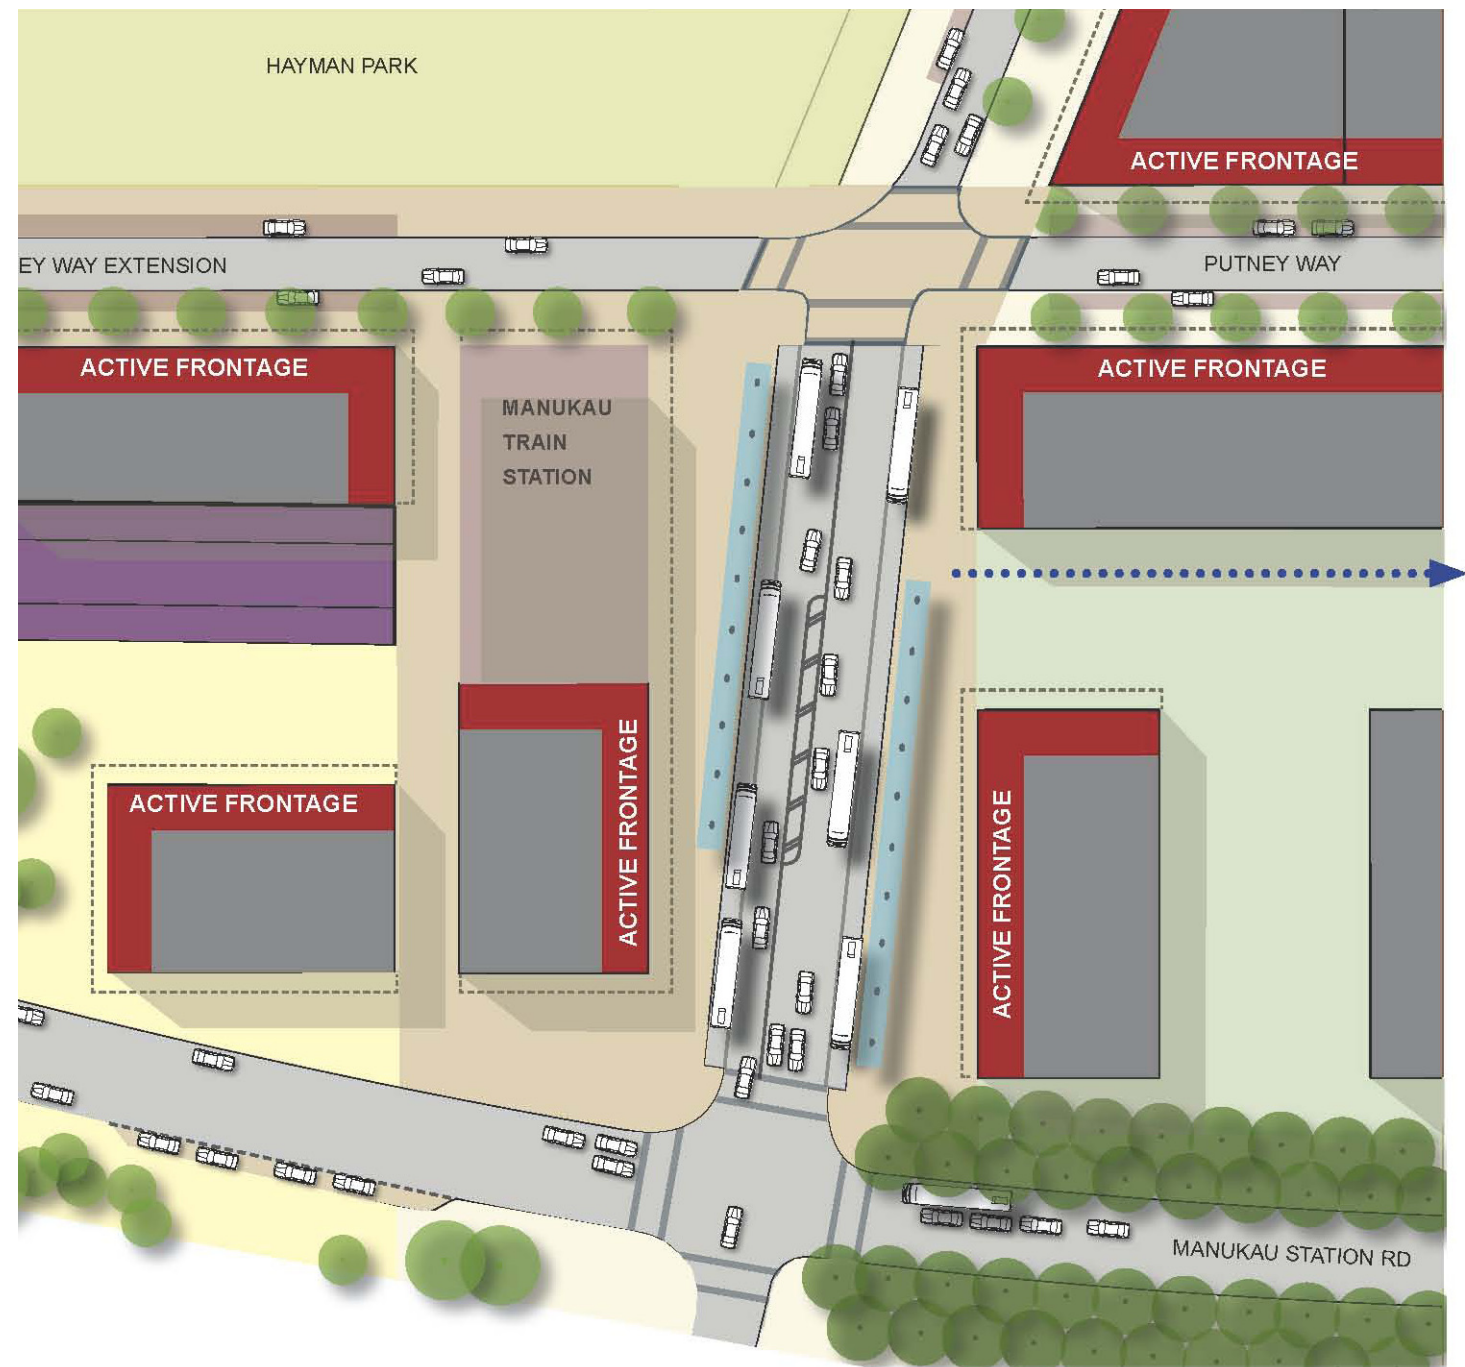 HAYMAN PARK
ACTIVE FRONTAGE
EY WAY EXTENSION
PUTNEY WAY
ACTIVE FRONTAGE
ACTIVE FRONTAGE
MANUKAU
TRAIN
STATION
ACTIVE FRONTAGE
ACTIVE FRONTAGE
ACTIVE FRONTAGE
MANUKAU STATION RD